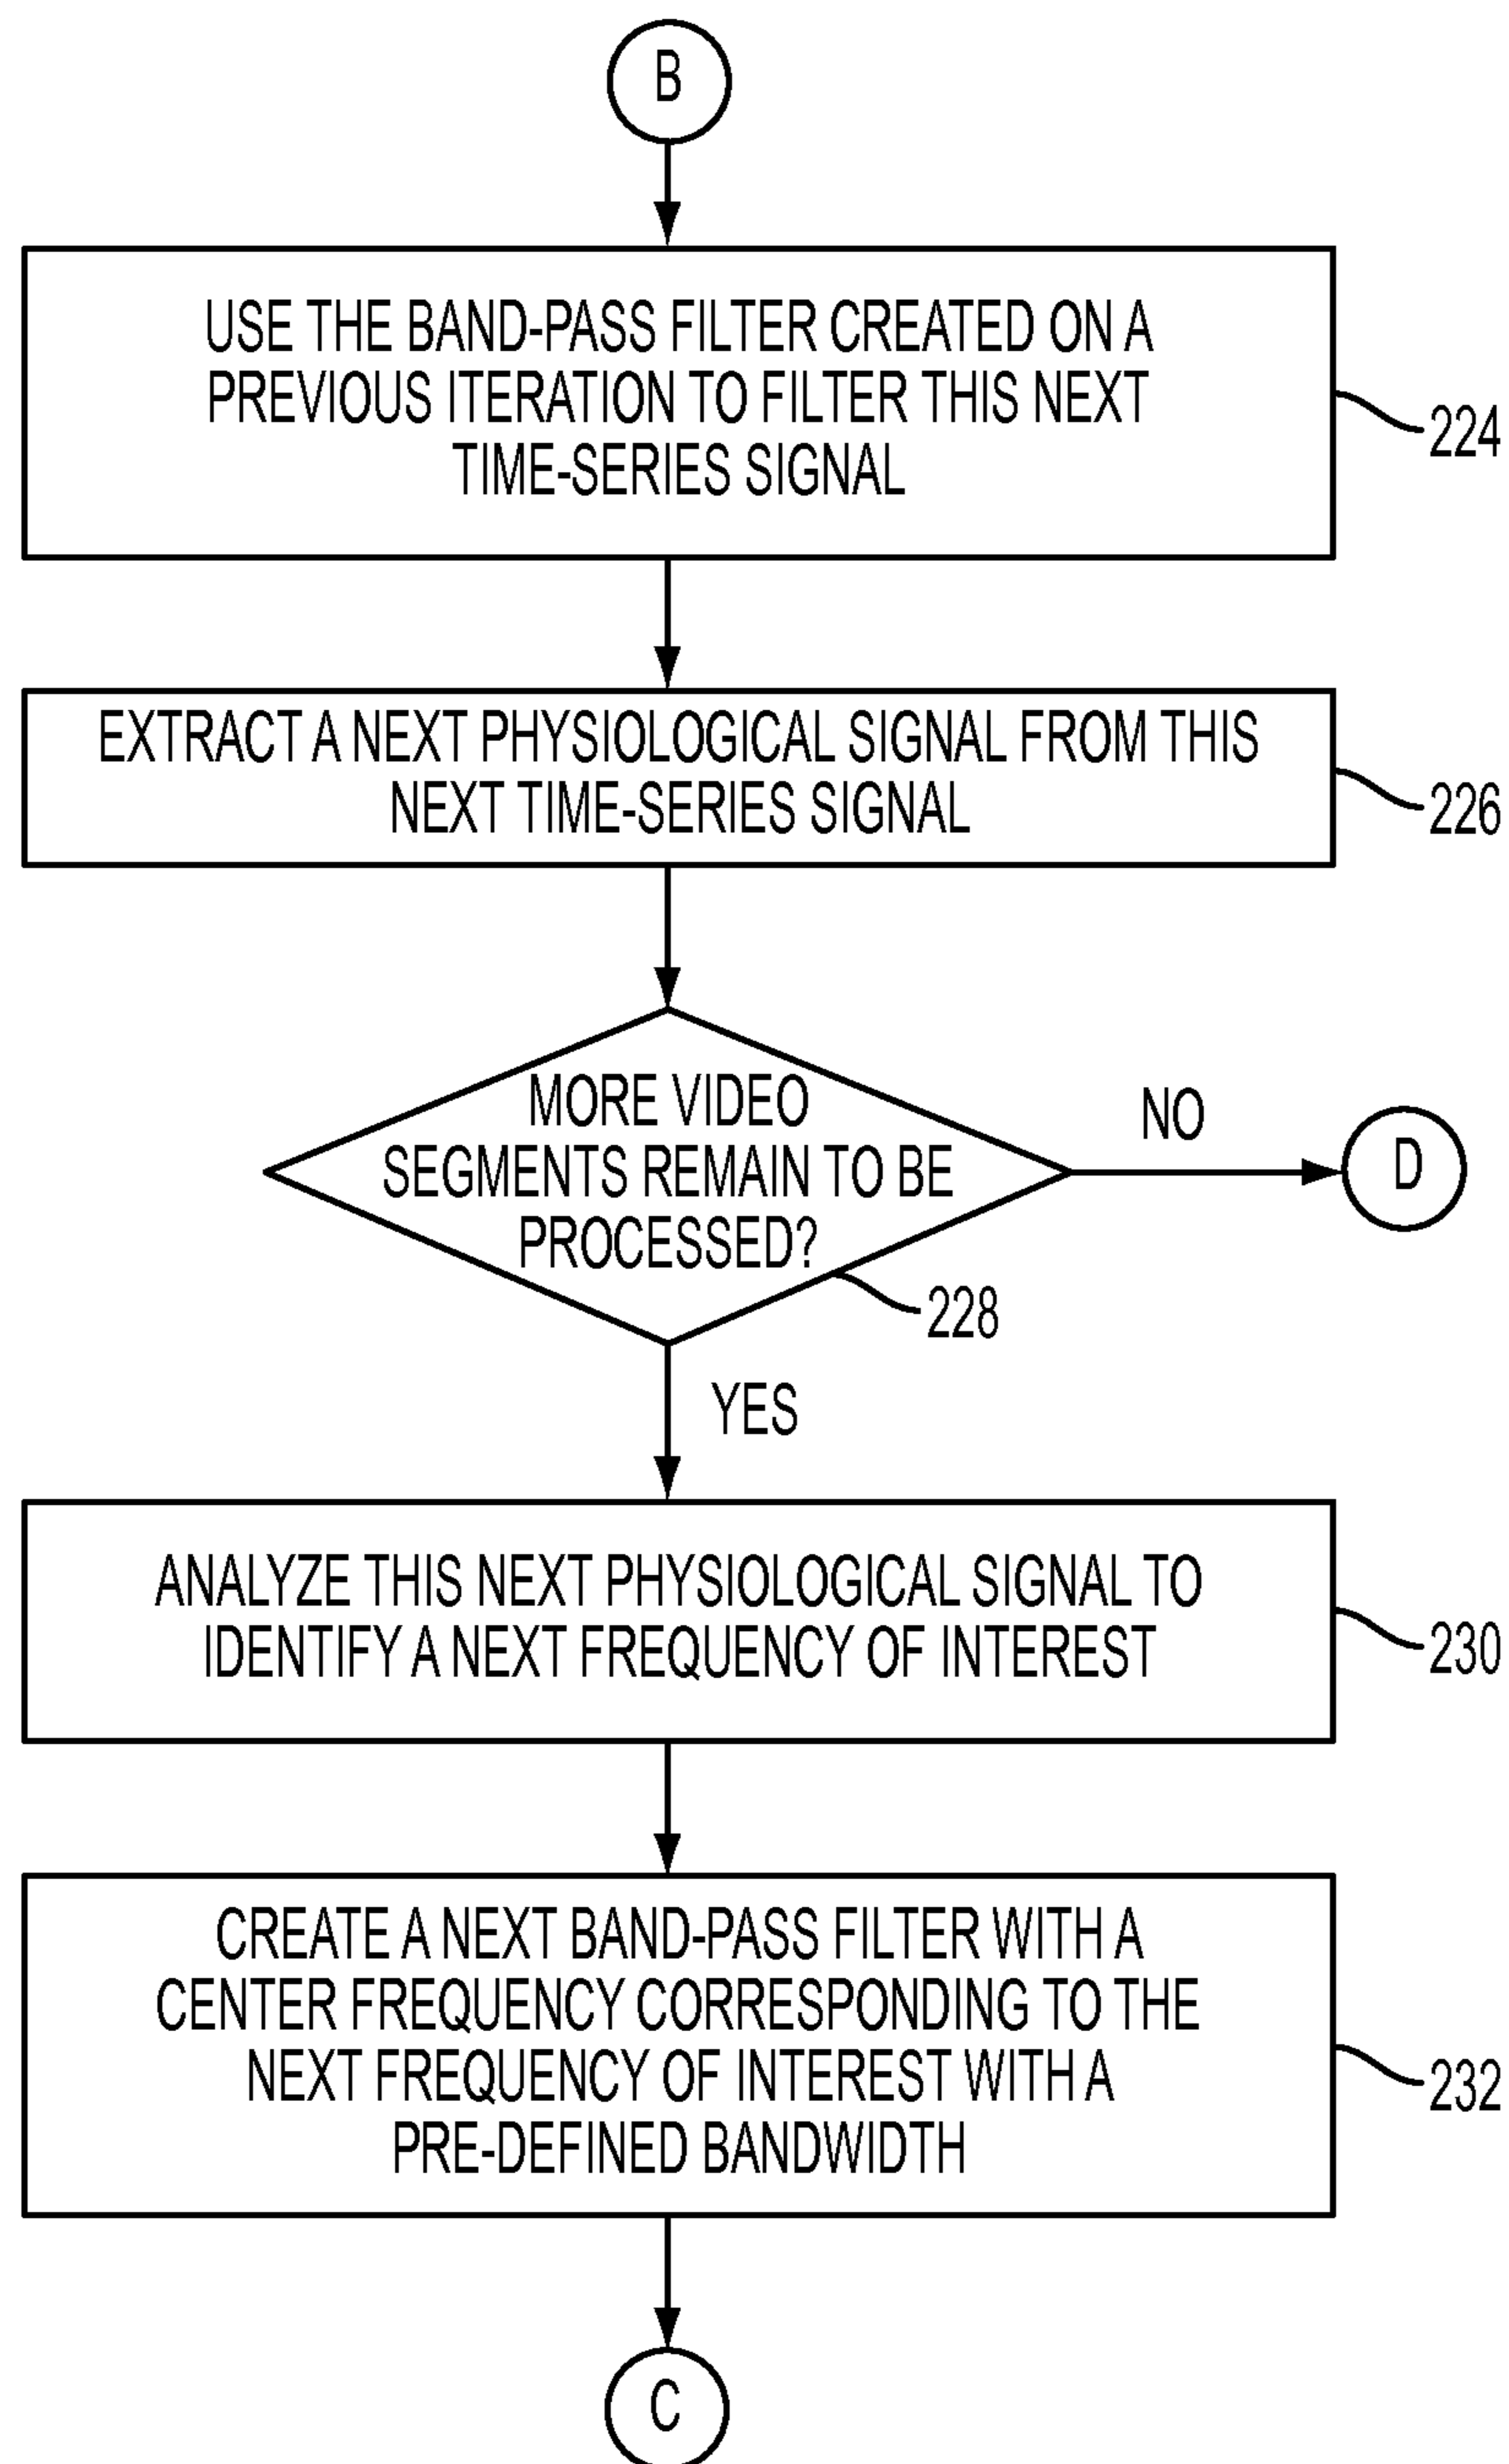 B
USE THE BAND-PASS FILTER CREATED ON A
PREVIOUS ITERATION TO FILTER THIS NEXT
TIME-SERIES SIGNAL
224
EXTRACT A NEXT PHYSIOLOGICAL SIGNAL FROM THIS
NEXT TIME-SERIES SIGNAL
226
MORE VIDEO
SEGMENTS REMAIN TO BE
PROCESSED?
NO
D
228
YES
ANALYZE THIS NEXT PHYSIOLOGICAL SIGNAL TO
IDENTIFY A NEXT FREQUENCY OF INTEREST
230
CREATE A NEXT BAND-PASS FILTER WITH A
CENTER FREQUENCY CORRESPONDING TO THE
NEXT FREQUENCY OF INTEREST WITH A
PRE-DEFINED BANDWIDTH
232
C